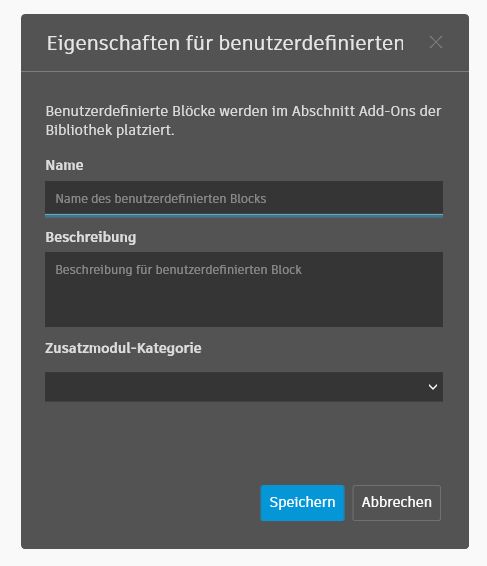 Eigenschaften für benutzerdefinierten
Benutzerdefinierte Blöcke werden im Abschnitt Add-Ons der
Bibliothek platziert.
Name
Name des benutzerdefinierten Blocks
Beschreibung
Beschreibung für benutzerdefinierten Block
Zusatzmodul-Kategorie
Speichern Abbrechen